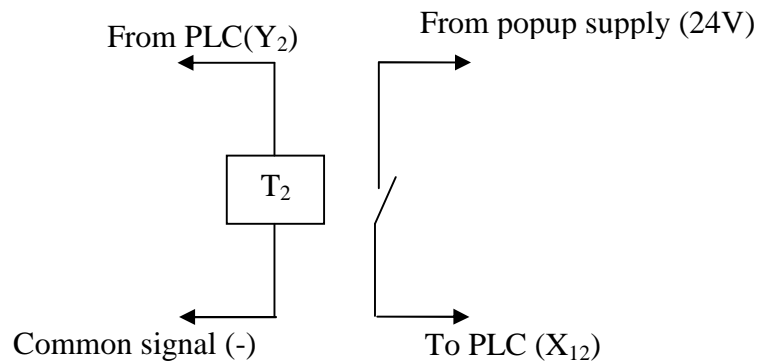 From PLC(Y₂)
From popup supply (24V)
T₂
Common signal (-)
To PLC (X₁₂)